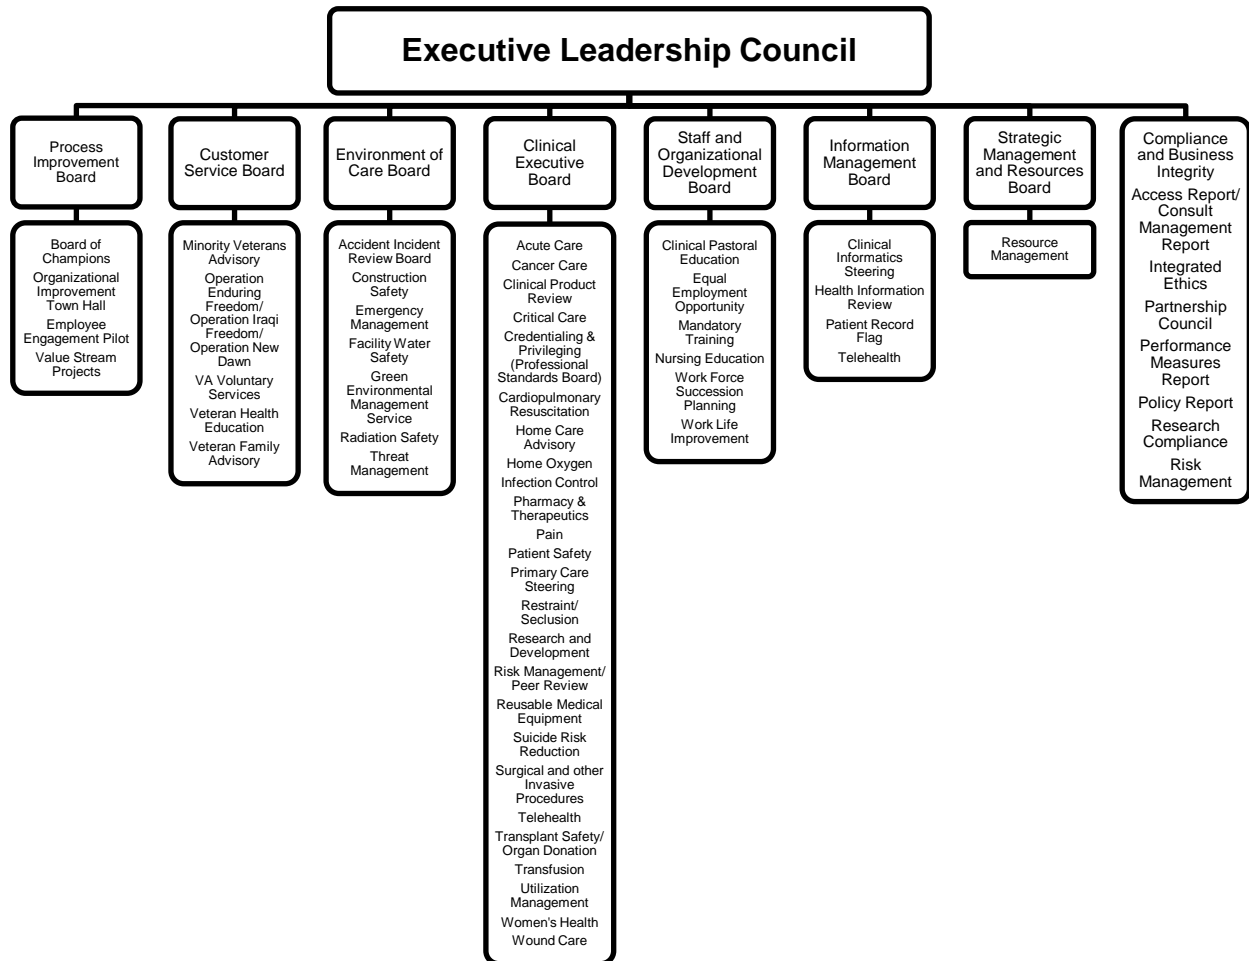 Executive Leadership Council
Process
Improvement
Board
Board of
Champions
Organizational
Improvement
Town Hall
Employee
Engagement Pilot
Value Stream
Projects
Customer
Service Board
Minority Veterans
Advisory
Operation
Enduring
Freedom/
Operation Iraqi
Freedom/
Operation New
Dawn
VA Voluntary
Services
Veteran Health
Education
Veteran Family
Advisory
Environment of
Care Board
Accident Incident
Review Board
Construction
Safety
Emergency
Management
Facility Water
Safety
Green
Environmental
Management
Service
Radiation Safety
Threat
Management
Clinical
Executive
Board
Acute Care
Cancer Care
Clinical Product
Review
Critical Care
Credentialing &
Privileging
(Professional
Standards Board)
Cardiopulmonary
Resuscitation
Home Care
Advisory
Home Oxygen
Infection Control
Pharmacy &
Therapeutics
Pain
Patient Safety
Primary Care
Steering
Restraint/
Seclusion
Research and
Development
Risk Management/
Peer Review
Reusable Medical
Equipment
Suicide Risk
Reduction
Surgical and other
Invasive
Procedures
Telehealth
Transplant Safety/
Organ Donation
Transfusion
Utilization
Management
Women's Health
Wound Care
Staff and
Organizational
Development
Board
Clinical Pastoral
Education
Equal
Employment
Opportunity
Mandatory
Training
Nursing Education
Work Force
Succession
Planning
Work Life
Improvement
Information
Management
Board
Clinical
Informatics
Steering
Health Information
Review
Patient Record
Flag
Telehealth
Strategic
Management
and Resources
Board
Resource
Management
Compliance
and Business
Integrity
Access Report/
Consult
Management
Report
Integrated
Ethics
Partnership
Council
Performance
Measures
Report
Policy Report
Research
Compliance
Risk
Management